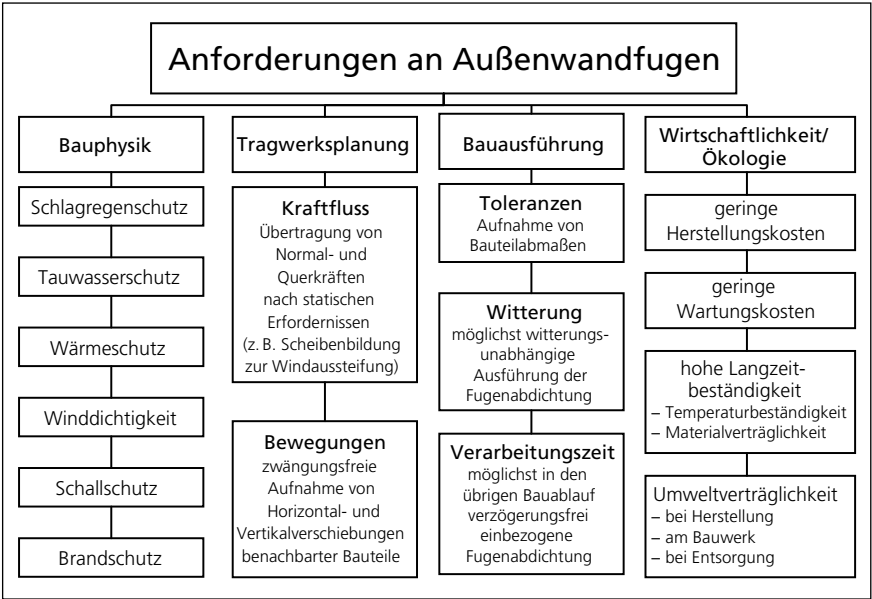 Anforderungen an Außenwandfugen
Bauphysik
Schlagregenschutz
Tauwasserschutz
Wärmeschutz
Winddichtigkeit
Schallschutz
Brandschutz
Tragwerksplanung
Kraftfluss
Übertragung von
Normal- und
Querkräften
nach statischen
Erfordernissen
(z. B. Scheibenbildung
zur Windaussteifung)
Bewegungen
zwängungsfreie
Aufnahme von
Horizontal- und
Vertikalverschiebungen
benachbarter Bauteile
Bauausführung
Toleranzen
Aufnahme von
Bauteilabmaßen
Witterung
möglichst witterungs-
unabhängige
Ausführung der
Fugenabdichtung
Verarbeitungszeit
möglichst in den
übrigen Bauablauf
verzögerungsfrei
einbezogene
Fugenabdichtung
Wirtschaftlichkeit/
Ökologie
geringe
Herstellungskosten
geringe
Wartungskosten
hohe Langzeit-
beständigkeit
– Temperaturbeständigkeit
– Materialverträglichkeit
Umweltverträglichkeit
– bei Herstellung
– am Bauwerk
– bei Entsorgung